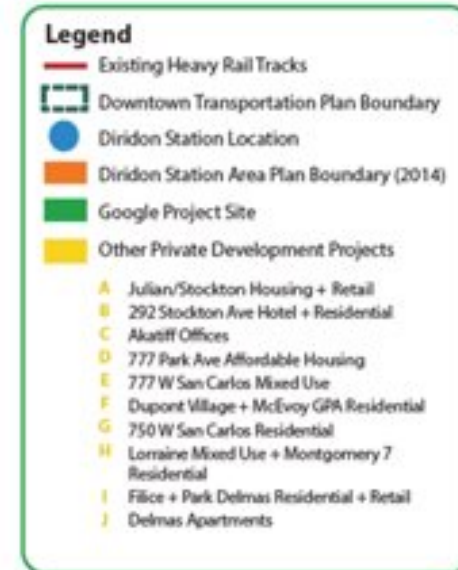 Legend
Existing Heavy Rail Tracks
Downtown Transportation Plan Boundary
Diridon Station Location
Diridon Station Area Plan Boundary (2014)
Google Project Site
Other Private Development Projects
A Julian/Stockton Housing + Retail
B 292 Stockton Ave Hotel + Residential
C Akatiff Offices
D 777 Park Ave Affordable Housing
E 777 W San Carlos Mixed Use
F Dupont Village + McEvoy GPA Residential
G 750 W San Carlos Residential
H Lorraine Mixed Use + Montgomery 7
Residential
I Filice + Park Delmas Residential + Retail
J Delmas Apartments